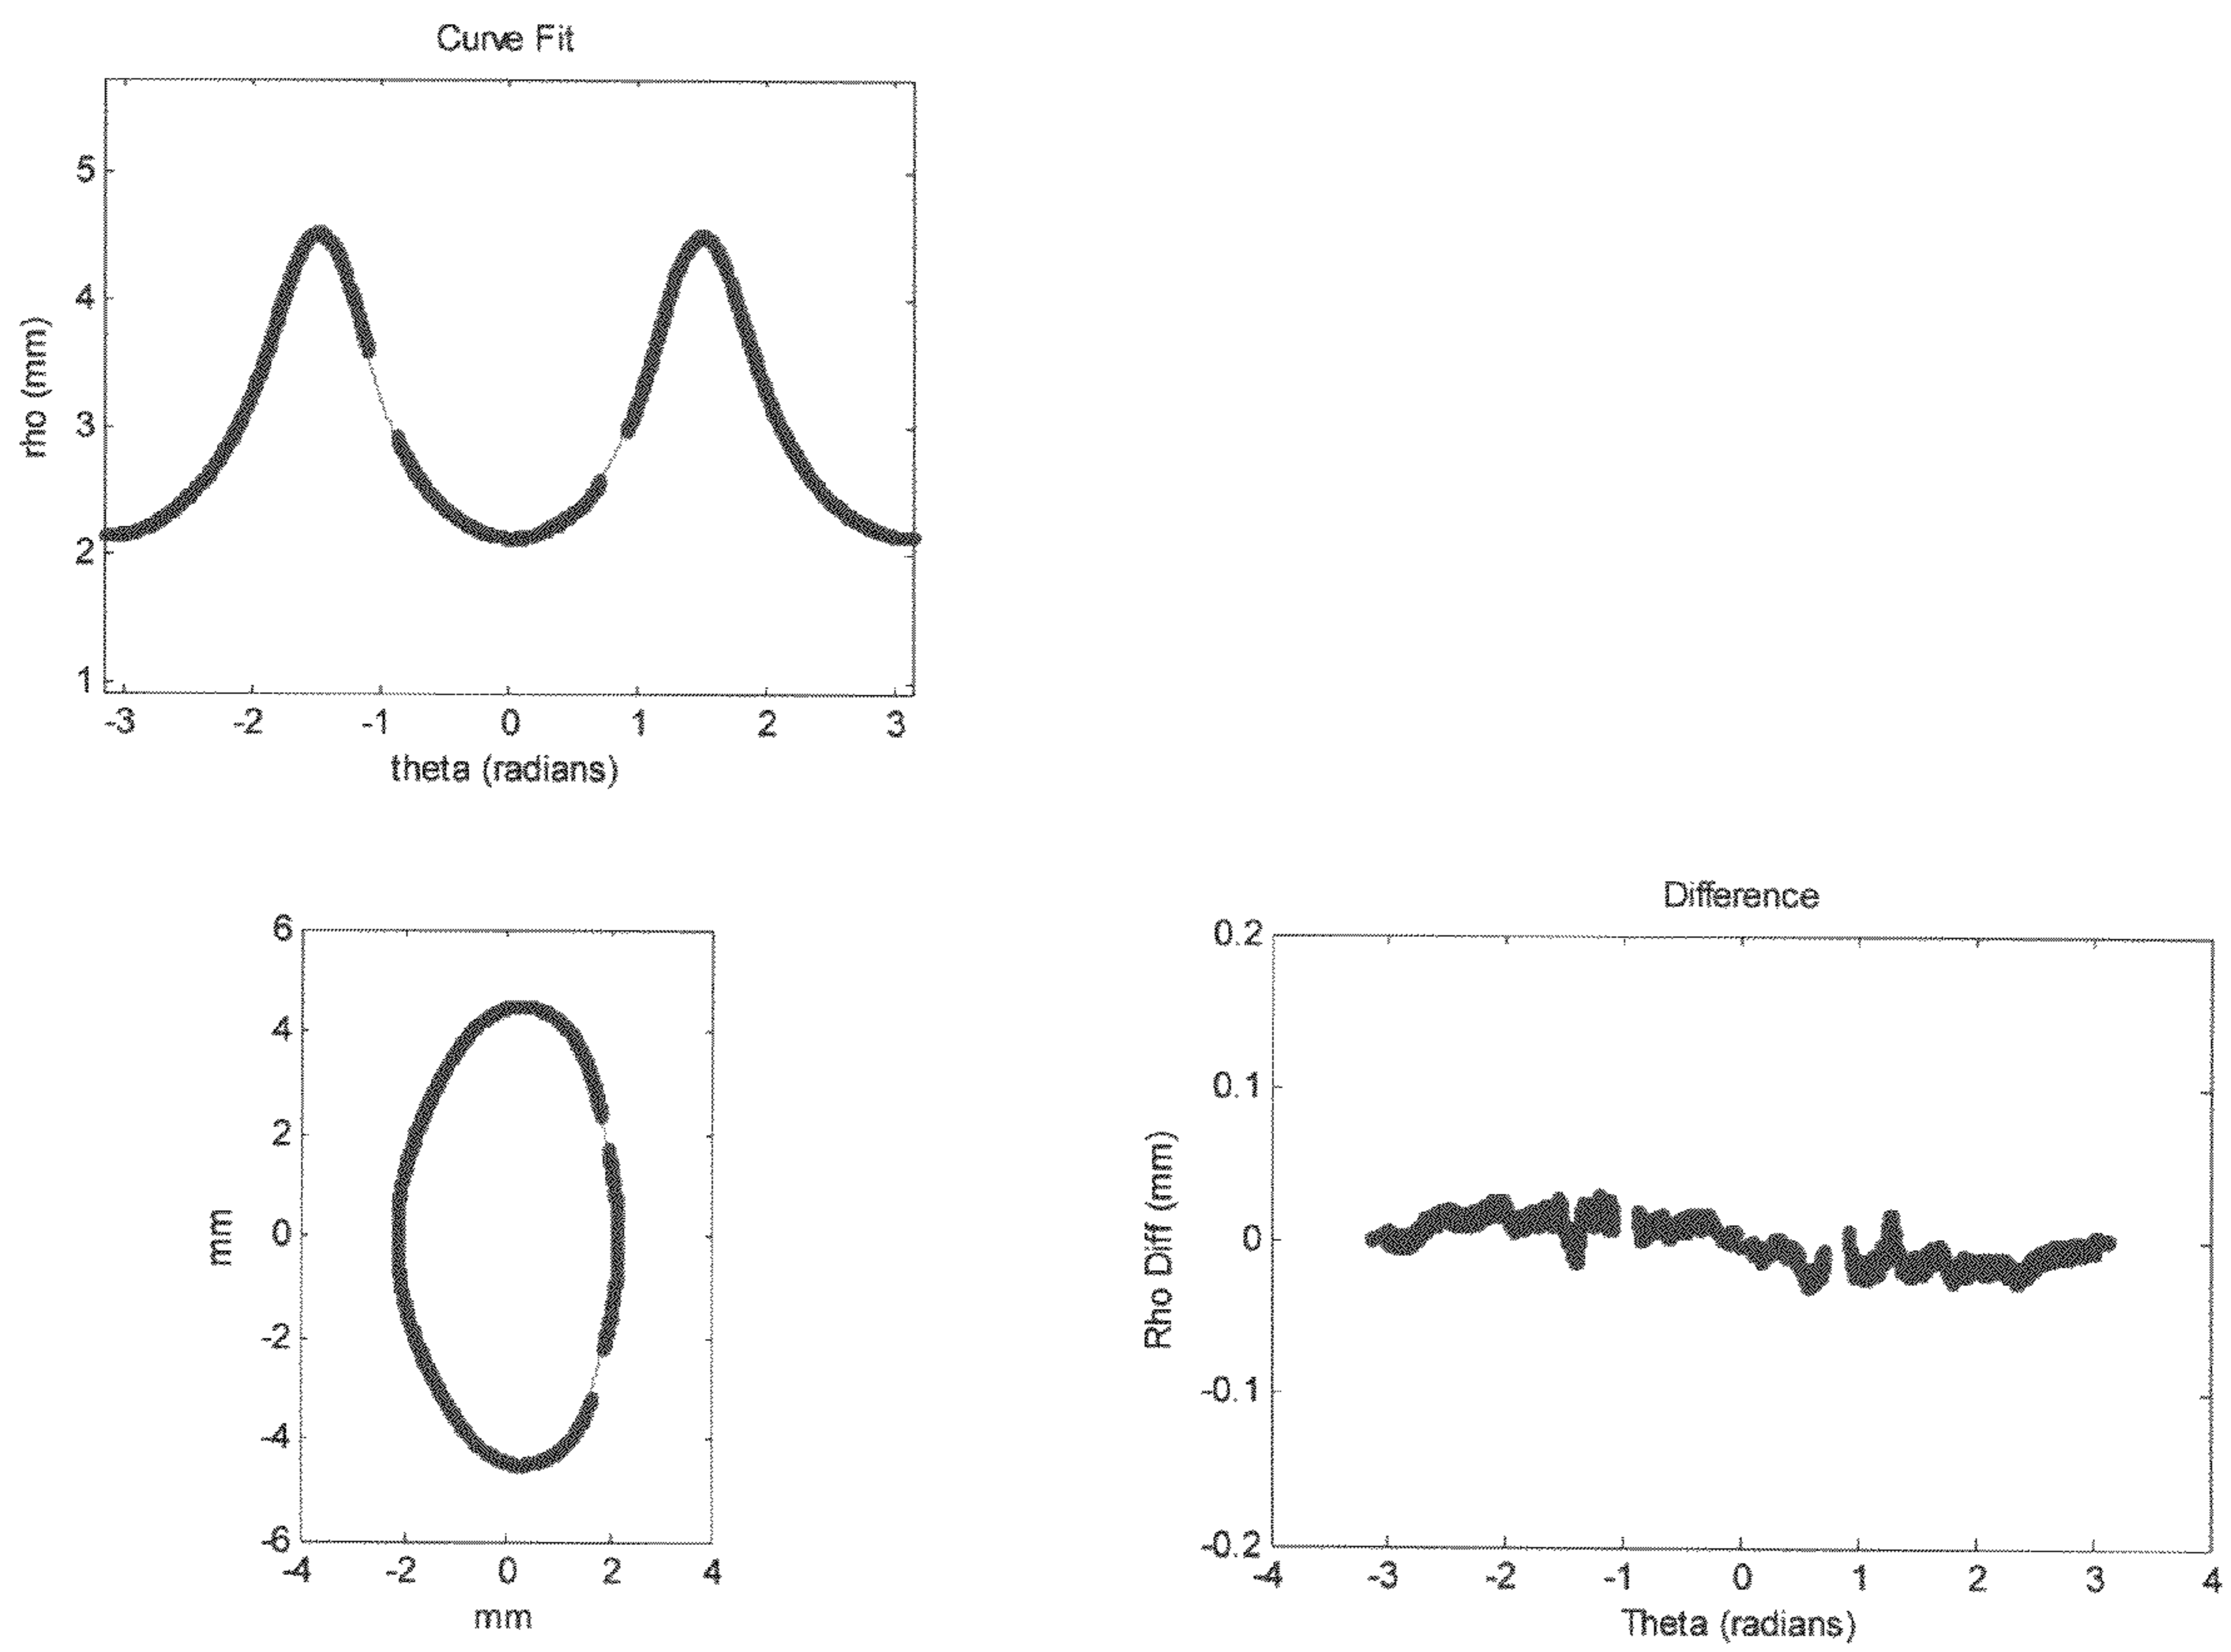 Curve Fit
5
4
3
2
1
rho (mm)
-3 -2 -1 0 1 2 3
theta (radians)
6
4
2
0
-2
-4
-6
mm
-4 -2 0 2 4
mm
Difference
0.2
0.1
0
-0.1
-0.2
Rho Diff (mm)
-4 -3 -2 -1 0 1 2 3 4
Theta (radians)